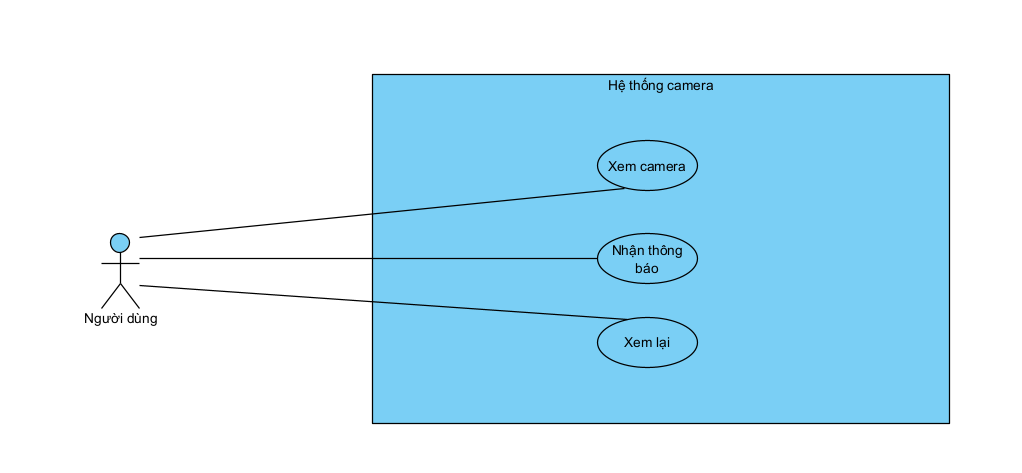 Hệ thống camera
Xem camera
Nhận thông
báo
Xem lại
Người dùng